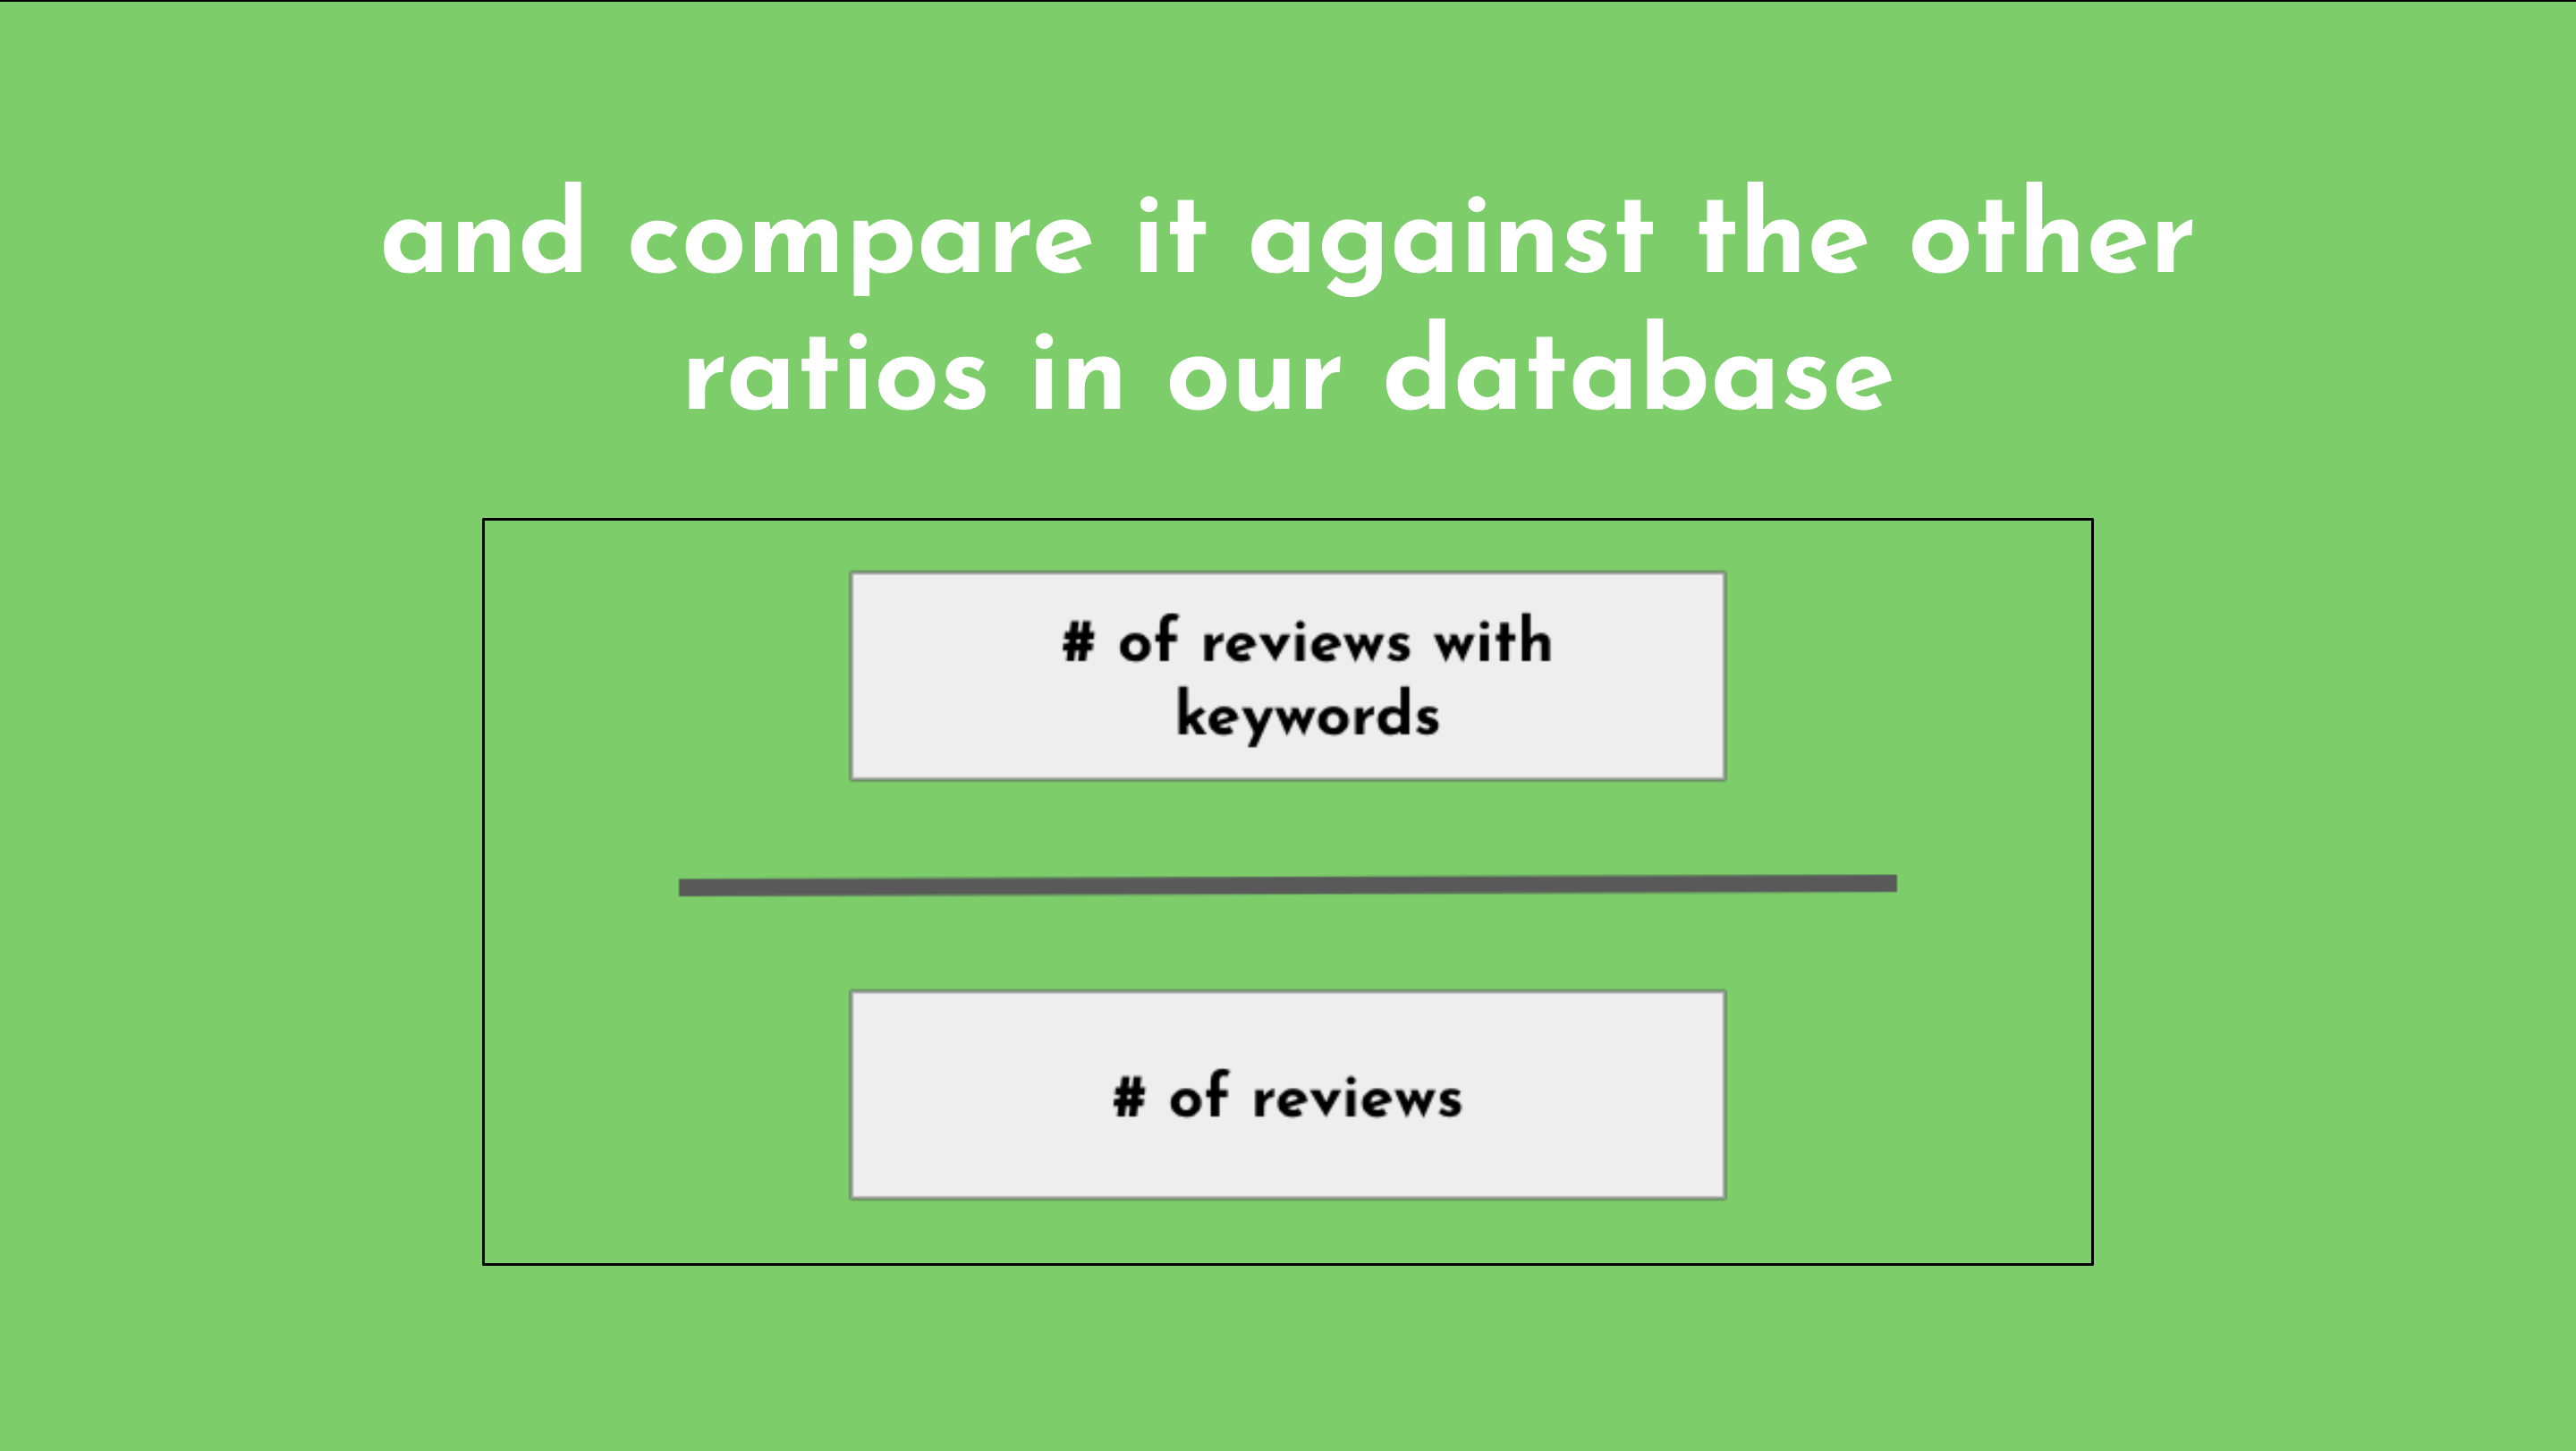 and compare it against the other
ratios in our database
# of reviews with
keywords
# of reviews